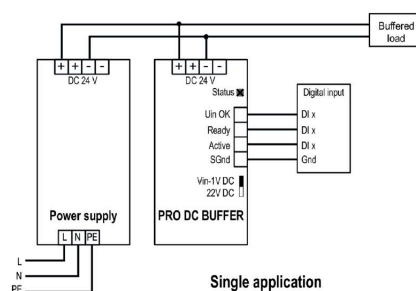 Buffered
load
+ + - -
DC 24 V
+ + - -
DC 24 V
Status
Digital input
Uin OK
DI x
Ready
DI x
Active
DI x
SGnd
Gnd
Vin-1V DC
22V DC
Power supply
PRO DC BUFFER
L N PE
L
N
PE
Single application